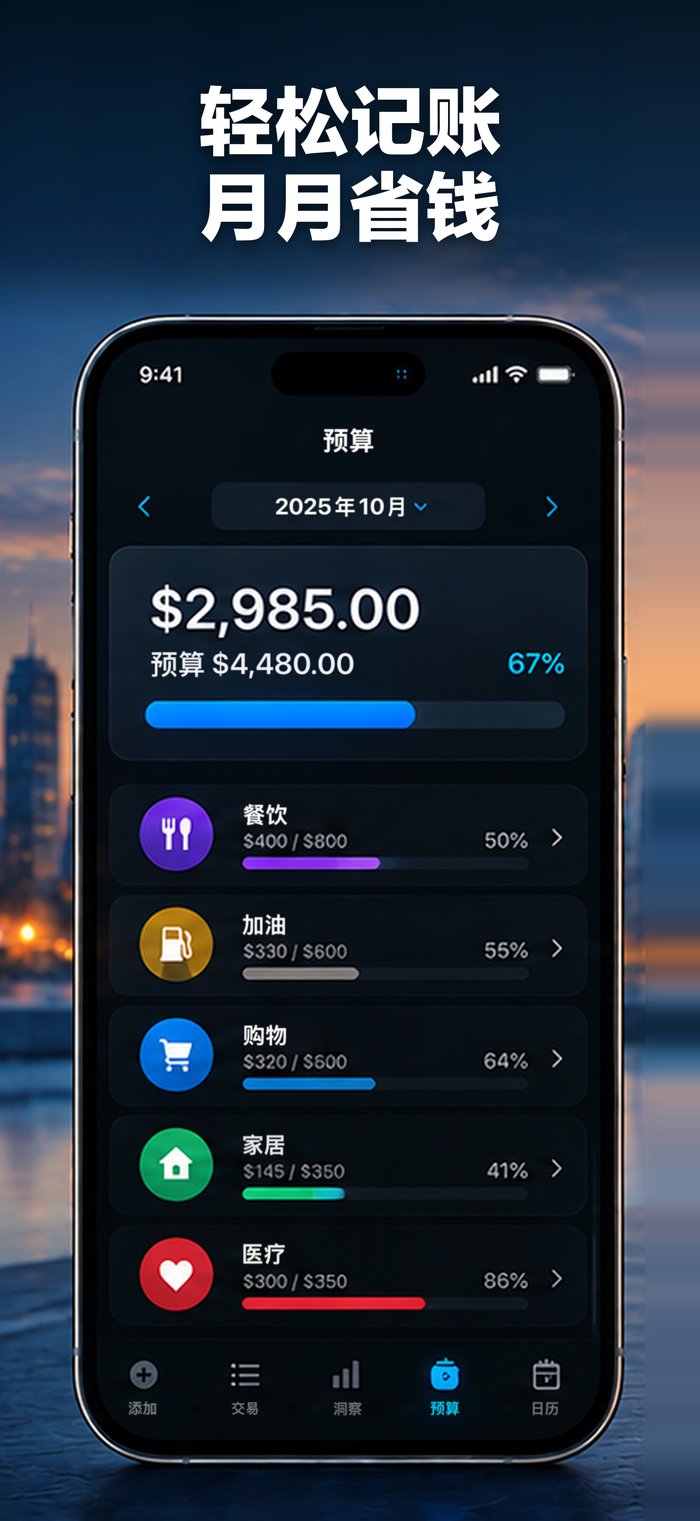 轻松记账
月月省钱
9:41
预算
2025年10月
$2,985.00
预算 $4,480.00
67%
餐饮
$400 / $800
50%
加油
$330 / $600
55%
购物
$320 / $600
64%
家居
$145 / $350
41%
医疗
$300 / $350
86%
添加
交易
洞察
预算
日历